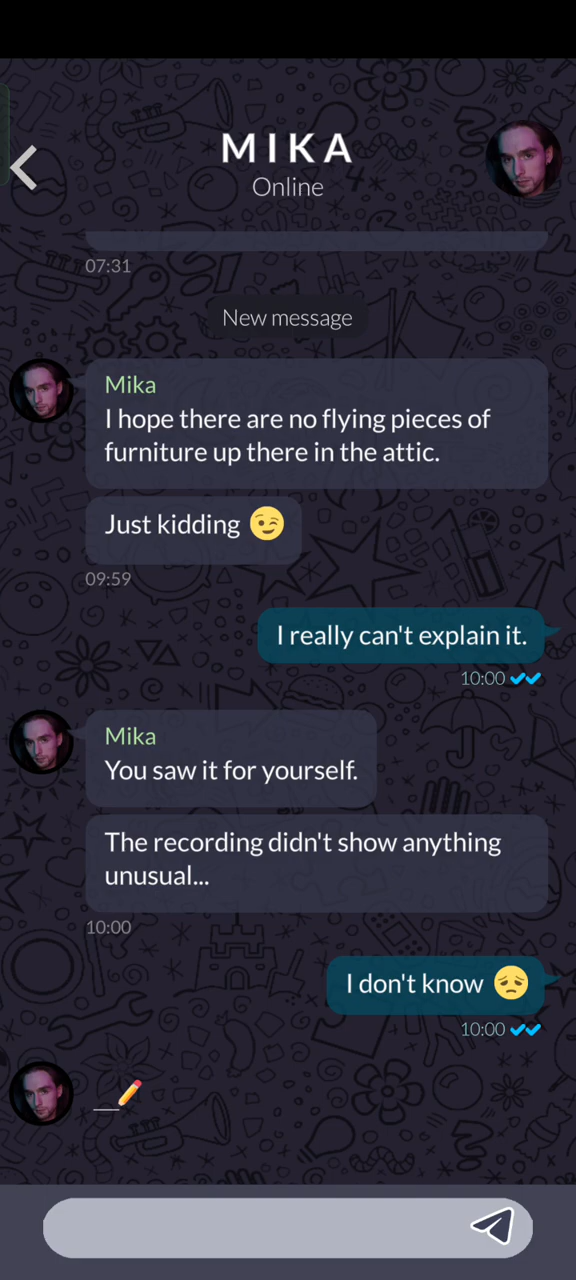 MIKA
Online
07:31
New message
Mika
I hope there are no flying pieces of
furniture up there in the attic.
Just kidding 😉
09:59
I really can't explain it.
10:00
Mika
You saw it for yourself.
The recording didn't show anything
unusual...
10:00
I don't know 😞
10:00